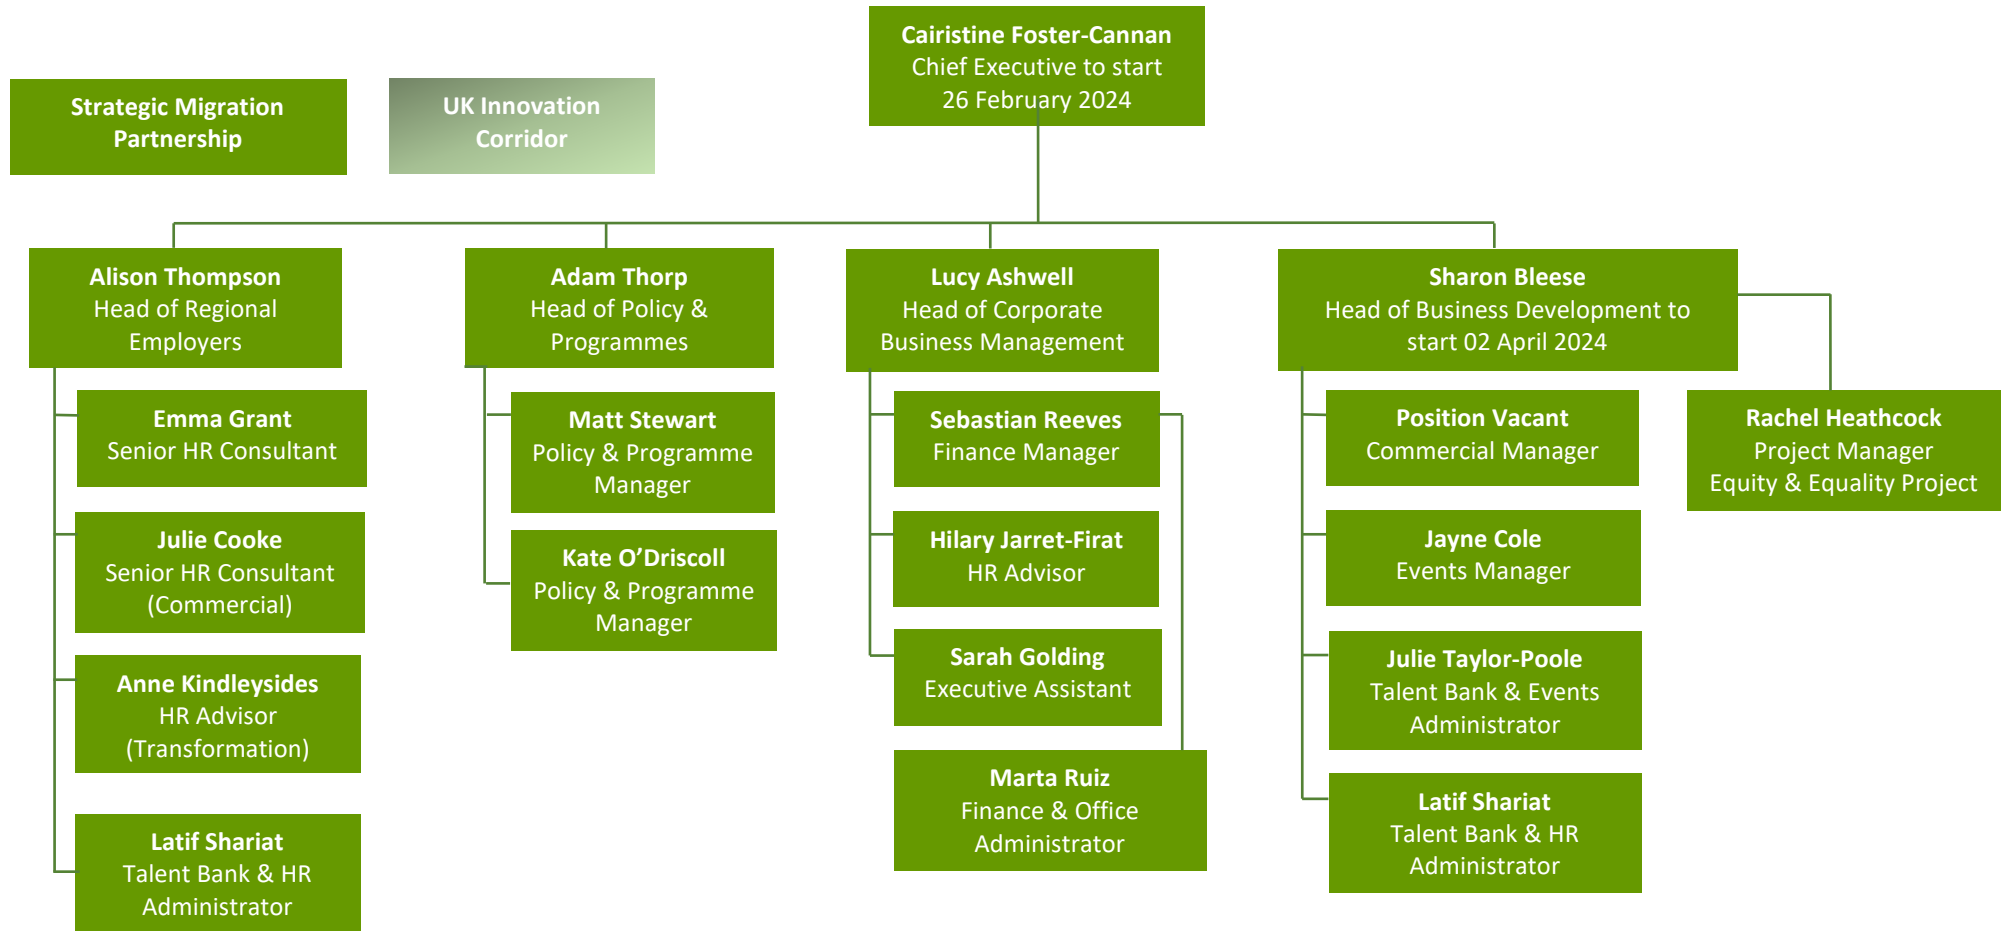 Cairistine Foster-Cannan
Chief Executive to start
26 February 2024
Strategic Migration
Partnership
UK Innovation
Corridor
Alison Thompson
Head of Regional
Employers
Adam Thorp
Head of Policy &
Programmes
Lucy Ashwell
Head of Corporate
Business Management
Sharon Bleese
Head of Business Development to
start 02 April 2024
Emma Grant
Senior HR Consultant
Julie Cooke
Senior HR Consultant
(Commercial)
Anne Kindleysides
HR Advisor
(Transformation)
Latif Shariat
Talent Bank & HR
Administrator
Matt Stewart
Policy & Programme
Manager
Kate O’Driscoll
Policy & Programme
Manager
Sebastian Reeves
Finance Manager
Hilary Jarret-Firat
HR Advisor
Sarah Golding
Executive Assistant
Marta Ruiz
Finance & Office
Administrator
Position Vacant
Commercial Manager
Jayne Cole
Events Manager
Julie Taylor-Poole
Talent Bank & Events
Administrator
Latif Shariat
Talent Bank & HR
Administrator
Rachel Heathcock
Project Manager
Equity & Equality Project